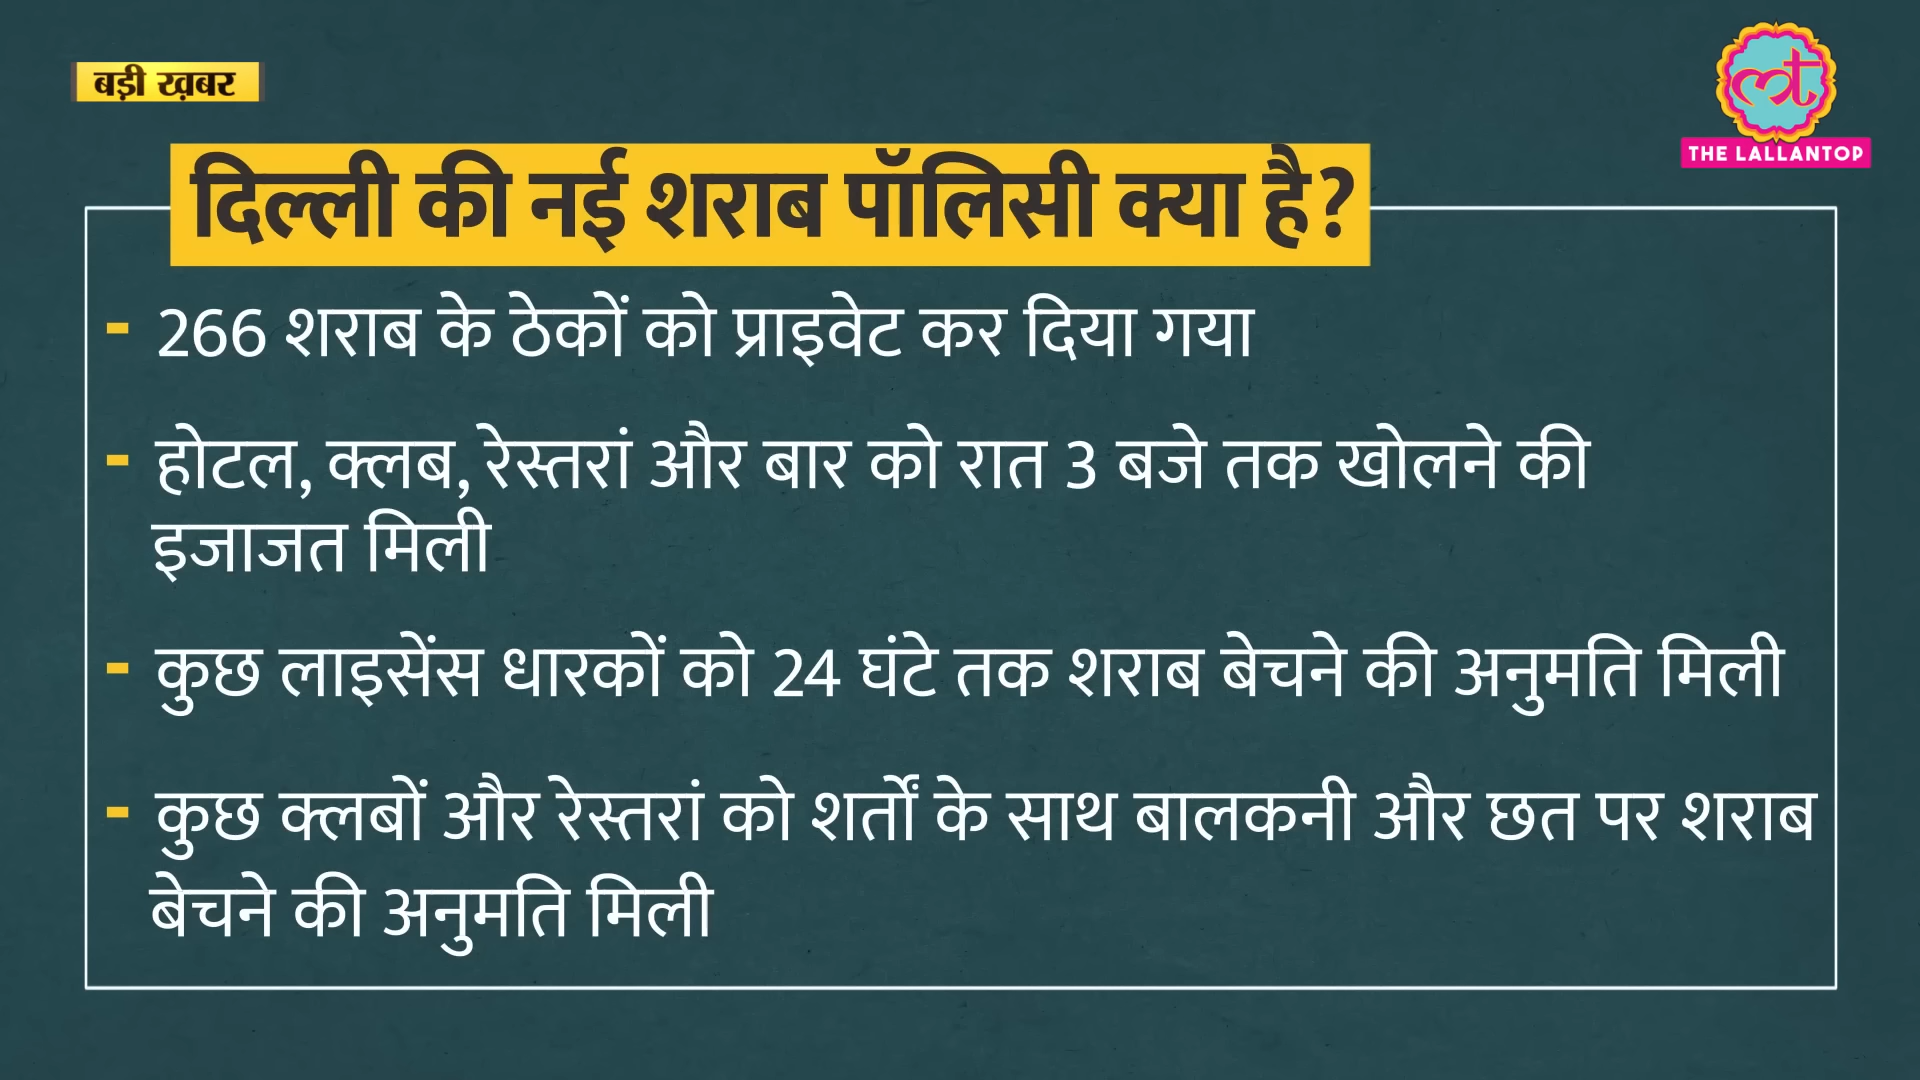 बड़ी ख़बर
THE LALLANTOP
दिल्ली की नई शराब पॉलिसी क्या है?
- 266 शराब के ठेकों को प्राइवेट कर दिया गया
- होटल, क्लब, रेस्तरां और बार को रात 3 बजे तक खोलने की
इजाजत मिली
- कुछ लाइसेंस धारकों को 24 घंटे तक शराब बेचने की अनुमति मिली
- कुछ क्लबों और रेस्तरां को शर्तों के साथ बालकनी और छत पर शराब
बेचने की अनुमति मिली